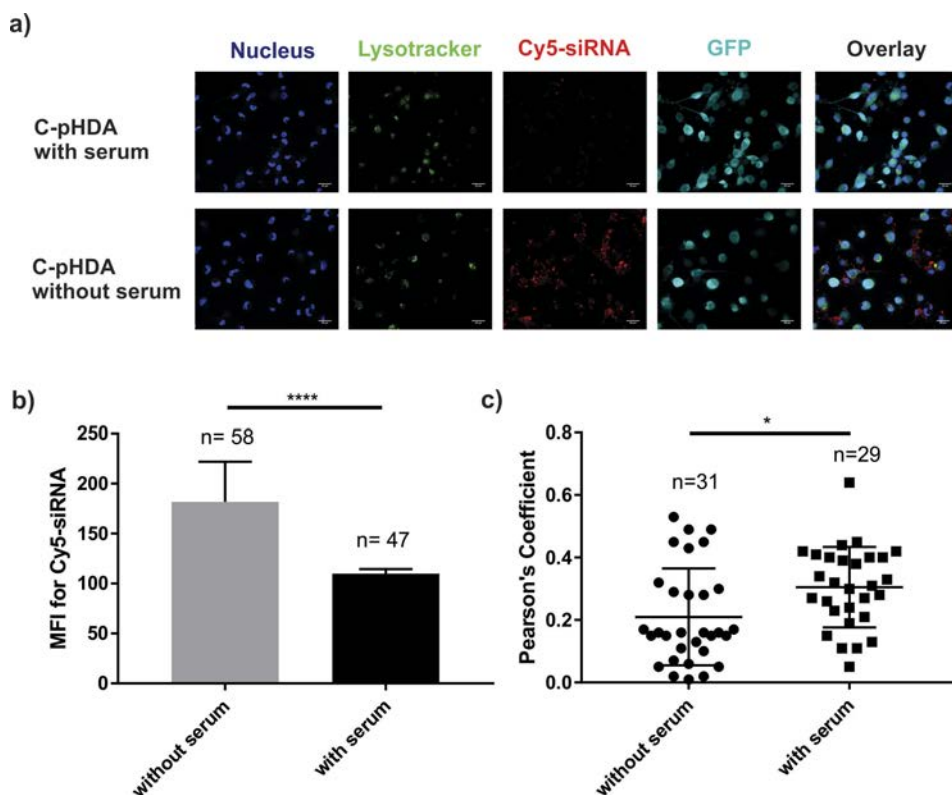 a)
Nucleus Lysotracker Cy5-siRNA GFP Overlay
C-pHDA
with serum
C-pHDA
without serum
b)
****
n= 58
n= 47
MFI for Cy5-siRNA
250
200
150
100
50
0
without serum
with serum
c)
*
n=31
n=29
Pearson's Coefficient
0.8
0.6
0.4
0.2
0.0
without serum
with serum